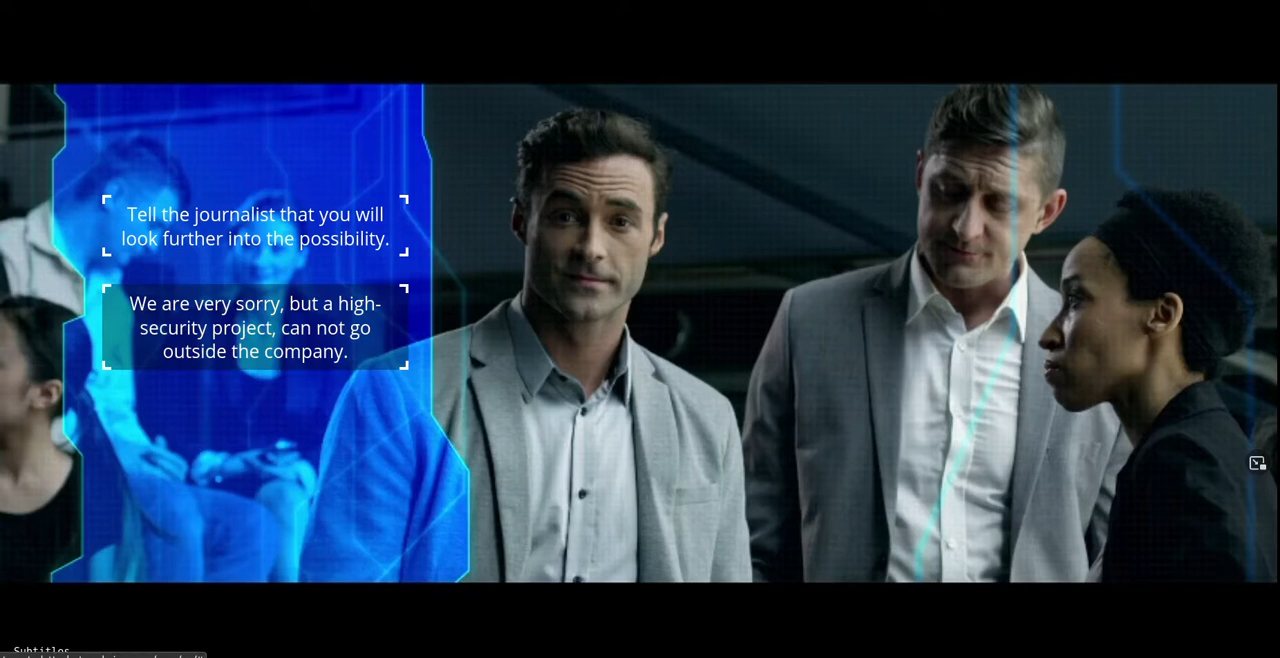 Tell the journalist that you will
look further into the possibility.
We are very sorry, but a high-
security project, can not go
outside the company.
Subtitles